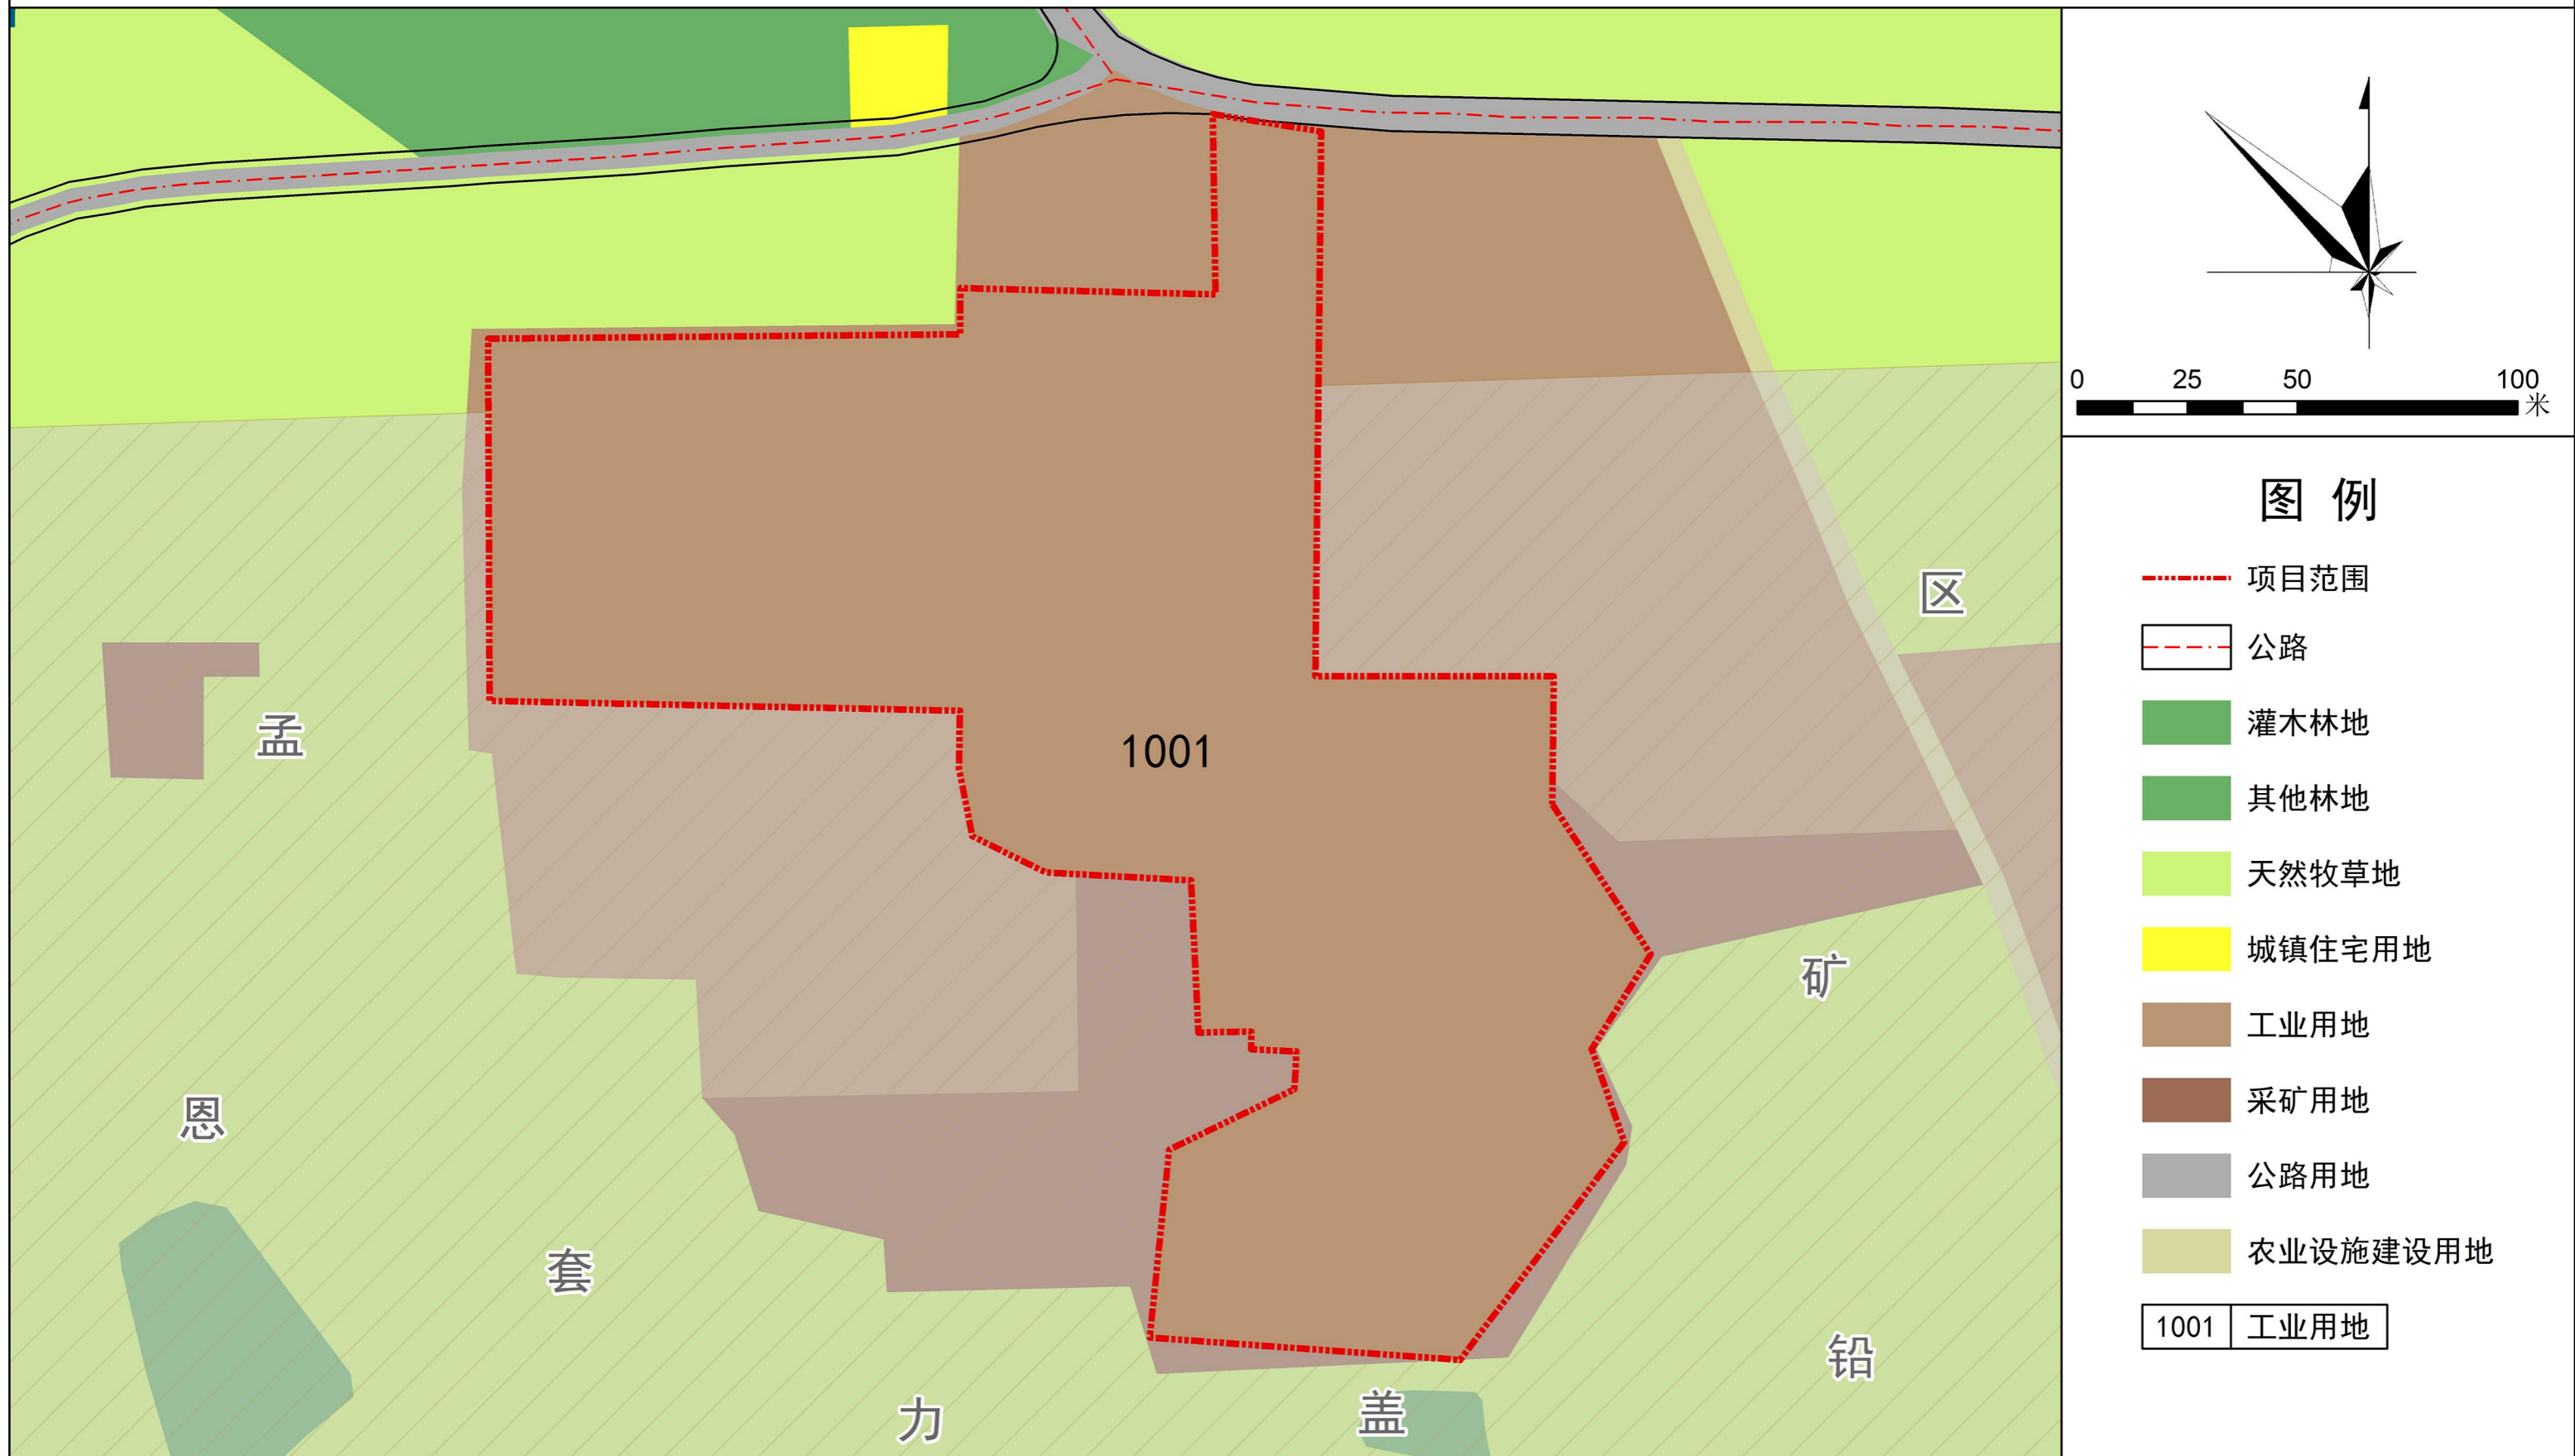 0 25 50 100 米
图例
项目范围
公路
灌木林地
其他林地
天然牧草地
城镇住宅用地
工业用地
采矿用地
公路用地
农业设施建设用地
1001 工业用地
1001
孟
恩
套
力
盖
铅
矿
区